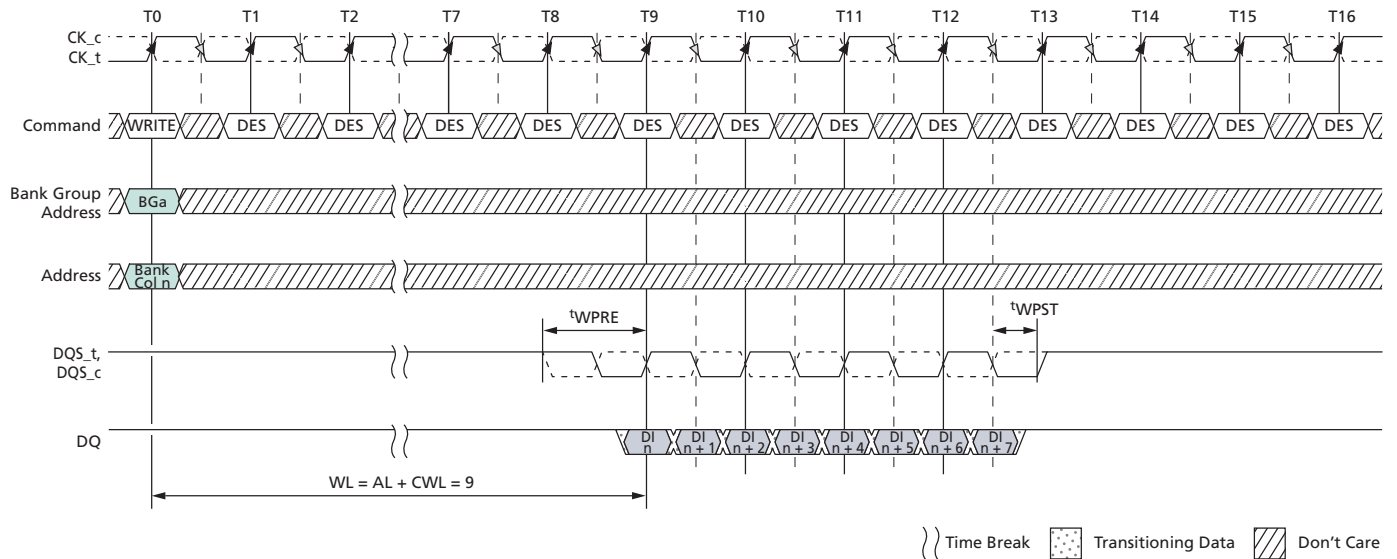 T0 T1 T2 T7 T8 T9 T10 T11 T12 T13 T14 T15 T16
CK_c
CK_t
Command WRITE DES DES DES DES DES DES DES DES DES DES DES DES
Bank Group
Address
BGa
Address
Bank
Col n
tWPRE tWPST
DQS_t,
DQS_c
DQ
DI
n
DI
n + 1
DI
n + 2
DI
n + 3
DI
n + 4
DI
n + 5
DI
n + 6
DI
n + 7
WL = AL + CWL = 9
Time Break Transitioning Data Don't Care